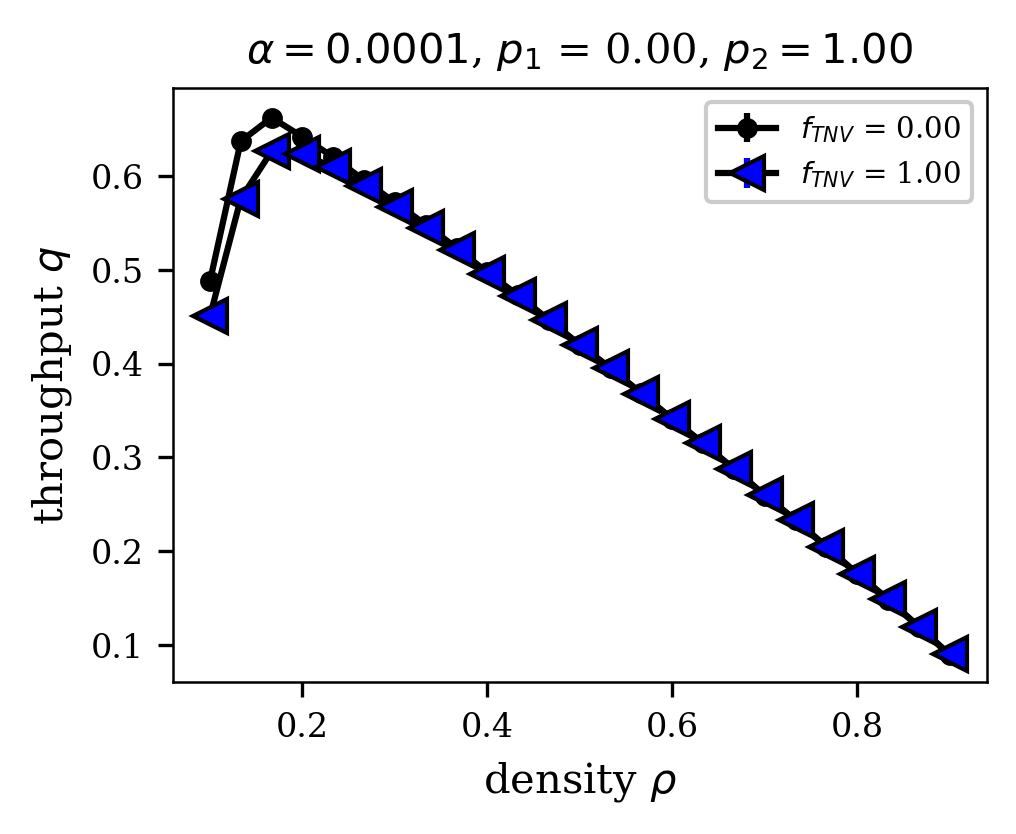 α = 0.0001, p₁ = 0.00, p₂ = 1.00
f_TNV = 0.00
f_TNV = 1.00
throughput q
0.6
0.5
0.4
0.3
0.2
0.1
0.2
0.4
0.6
0.8
density ρ